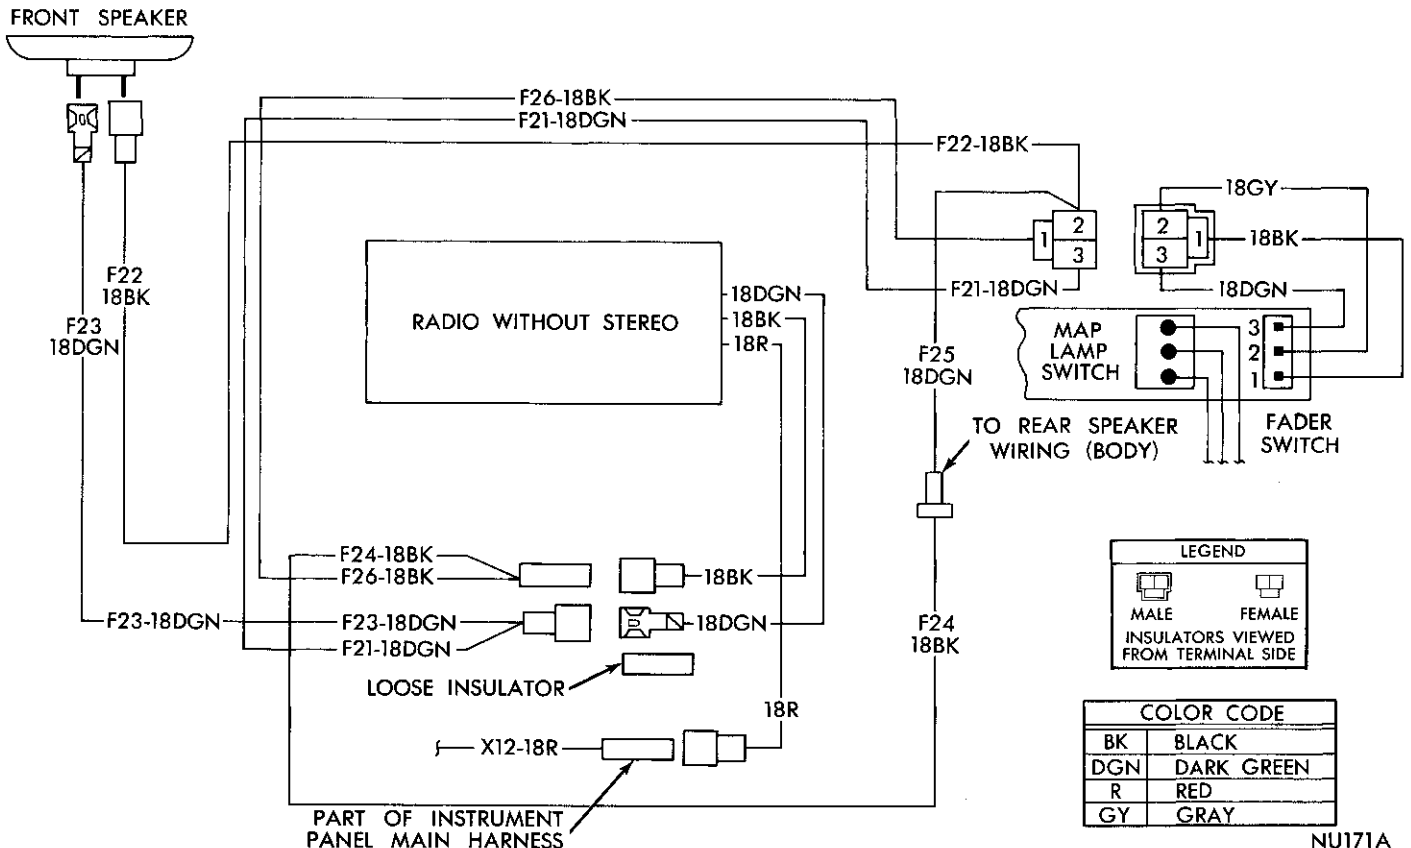 FRONT SPEAKER
F26-18BK
F21-18DGN
F22-18BK
18GY
2
1
3
2
1
3
18BK
F21-18DGN
18DGN
F22
18BK
F23
18DGN
RADIO WITHOUT STEREO
18DGN
18BK
18R
F25
18DGN
MAP
LAMP
SWITCH
3
2
1
TO REAR SPEAKER
WIRING (BODY)
FADER
SWITCH
F24-18BK
F26-18BK
18BK
F23-18DGN
F23-18DGN
F21-18DGN
18DGN
F24
18BK
LOOSE INSULATOR
18R
X12-18R
PART OF INSTRUMENT
PANEL MAIN HARNESS
LEGEND
MALE
FEMALE
INSULATORS VIEWED
FROM TERMINAL SIDE
COLOR CODE
BK BLACK
DGN DARK GREEN
R RED
GY GRAY
NU171A